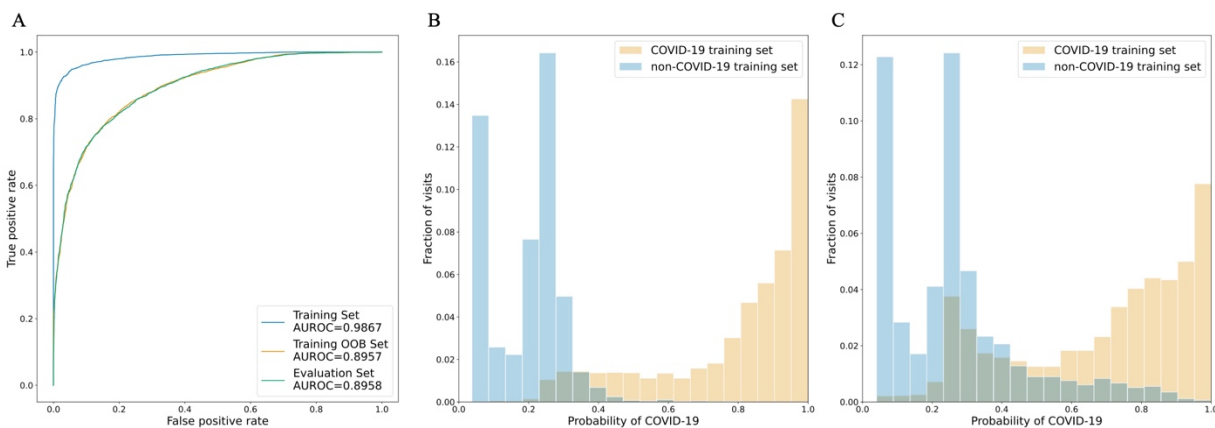 A
True positive rate
1.0
0.8
0.6
0.4
0.2
0.0
0.0 0.2 0.4 0.6 0.8 1.0
False positive rate
Training Set
AUROC=0.9867
Training OOB Set
AUROC=0.8957
Evaluation Set
AUROC=0.8958
B
Fraction of visits
0.16
0.14
0.12
0.10
0.08
0.06
0.04
0.02
0.00
0.0 0.2 0.4 0.6 0.8 1.0
Probability of COVID-19
COVID-19 training set
non-COVID-19 training set
C
Fraction of visits
0.12
0.10
0.08
0.06
0.04
0.02
0.00
0.0 0.2 0.4 0.6 0.8 1.0
Probability of COVID-19
COVID-19 training set
non-COVID-19 training set